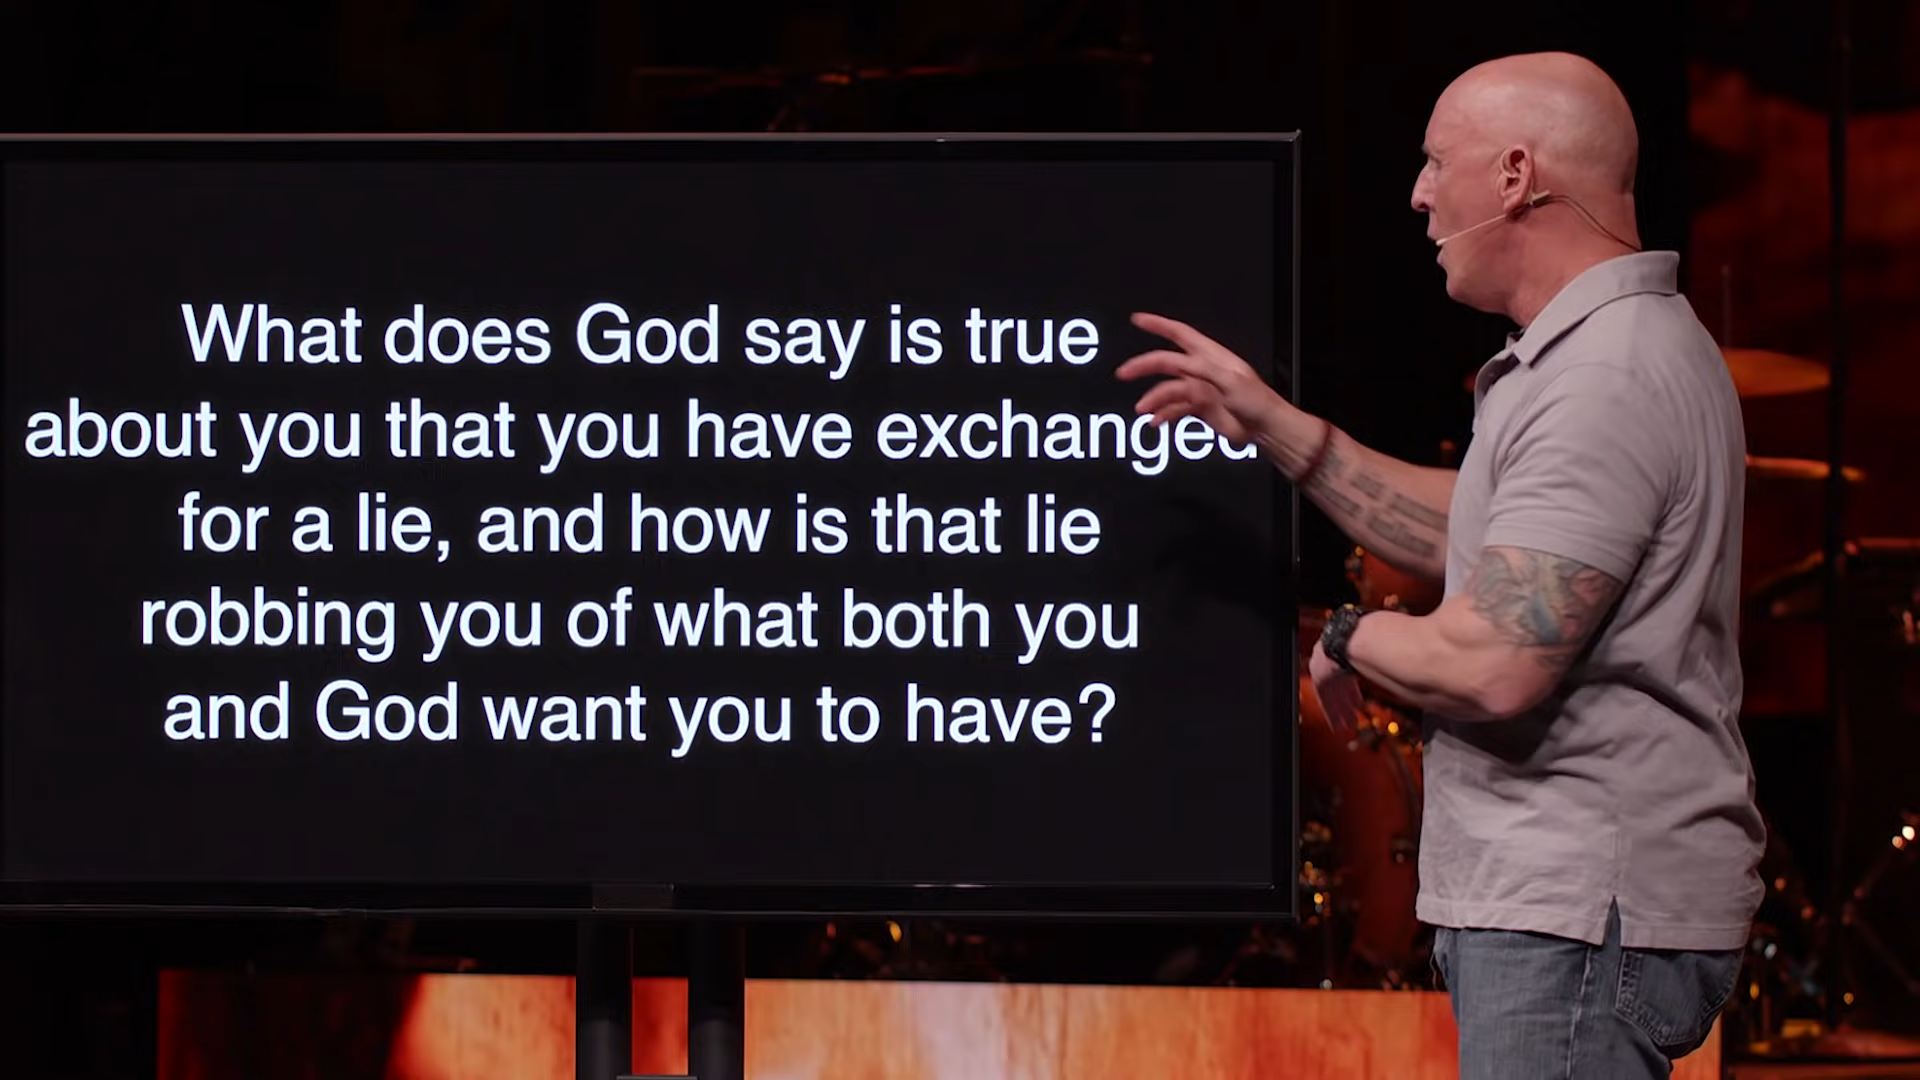 What does God say is true
about you that you have exchanged
for a lie, and how is that lie
robbing you of what both you
and God want you to have?